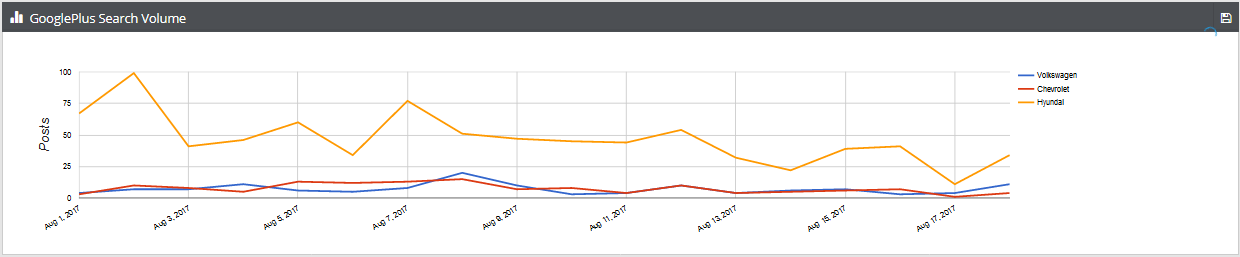 GooglePlus Search Volume
Posts
100
75
50
25
0
Aug 1, 2017
Aug 3, 2017
Aug 5, 2017
Aug 7, 2017
Aug 9, 2017
Aug 11, 2017
Aug 13, 2017
Aug 15, 2017
Aug 17, 2017
Volkswagen
Chevrolet
Hyundai